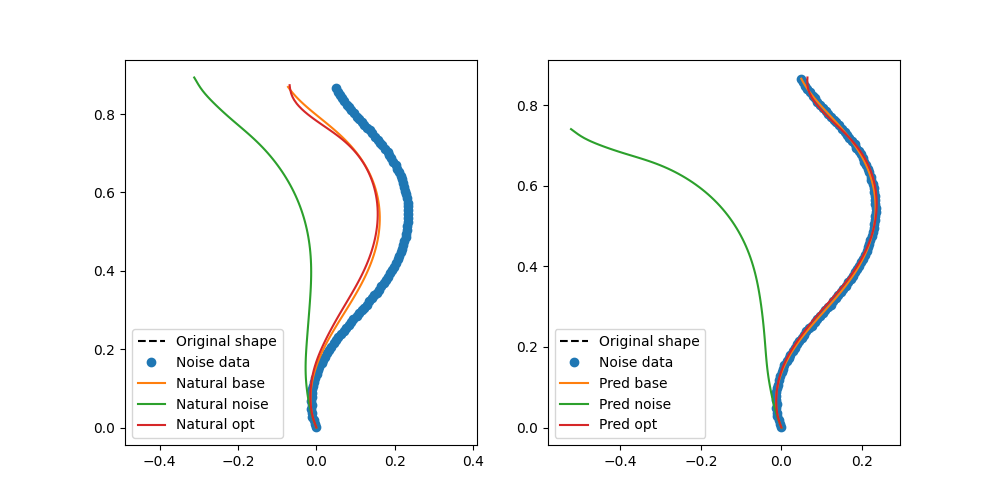 0.8
0.6
0.4
0.2
0.0
−0.4
−0.2
0.0
0.2
0.4
Original shape
Noise data
Natural base
Natural noise
Natural opt
0.8
0.6
0.4
0.2
0.0
−0.4
−0.2
0.0
0.2
Original shape
Noise data
Pred base
Pred noise
Pred opt